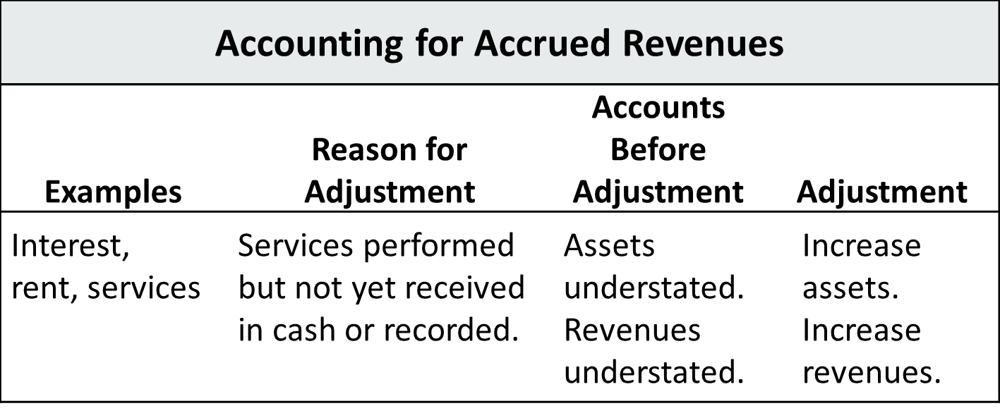 Accounting for Accrued Revenues
Examples
Reason for
Adjustment
Accounts
Before
Adjustment
Adjustment
Interest,
rent, services
Services performed
but not yet received
in cash or recorded.
Assets
understated.
Revenues
understated.
Increase
assets.
Increase
revenues.